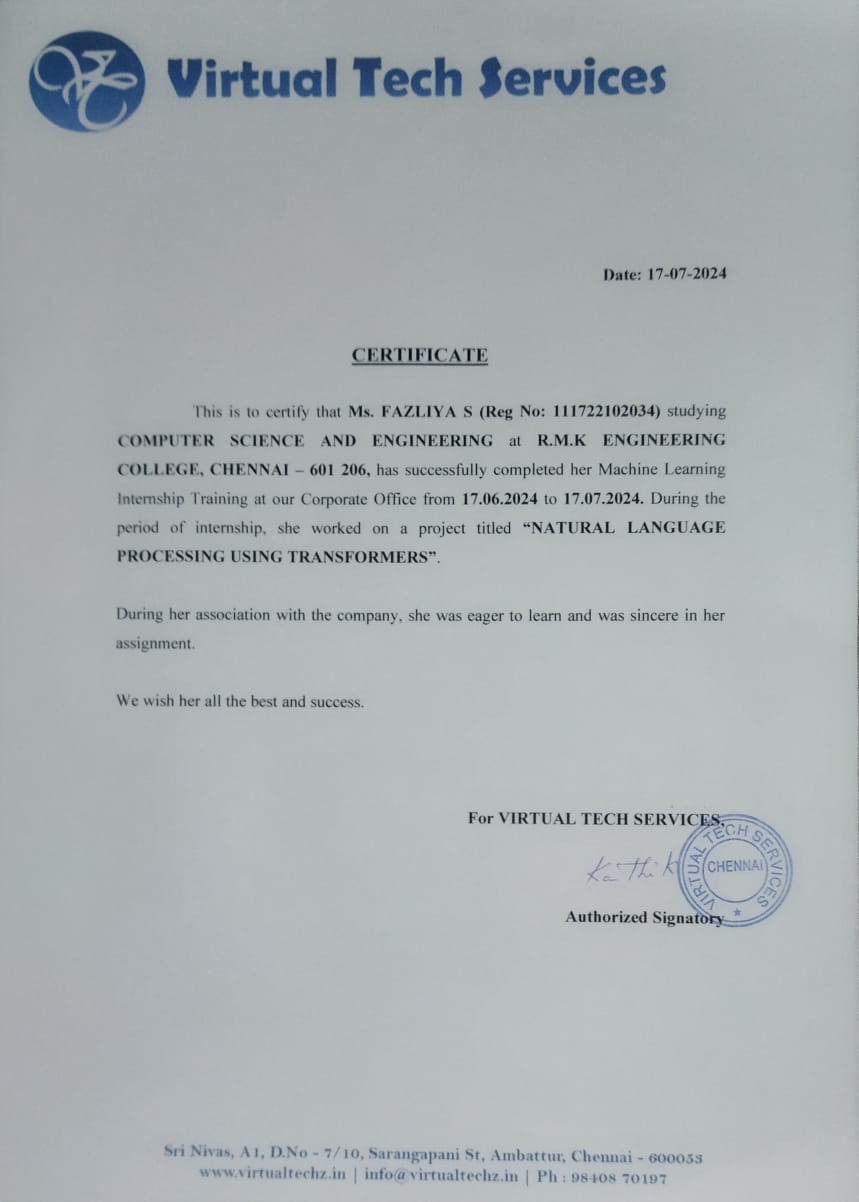 Virtual Tech Services
Date: 17-07-2024
CERTIFICATE
This is to certify that Ms. FAZLIYA S (Reg No: 111722102034) studying
COMPUTER SCIENCE AND ENGINEERING at R.M.K ENGINEERING
COLLEGE, CHENNAI – 601 206, has successfully completed her Machine Learning
Internship Training at our Corporate Office from 17.06.2024 to 17.07.2024. During the
period of internship, she worked on a project titled “NATURAL LANGUAGE
PROCESSING USING TRANSFORMERS”.
During her association with the company, she was eager to learn and was sincere in her
assignment.
We wish her all the best and success.
For VIRTUAL TECH SERVICES,
VIRTUAL TECH SERVICES
CHENNAI
Authorized Signatory
Sri Nivas, A1, D.No - 7/10, Sarangapani St, Ambattur, Chennai - 600053
www.virtualtechz.in | info@virtualtechz.in | Ph : 98408 70197